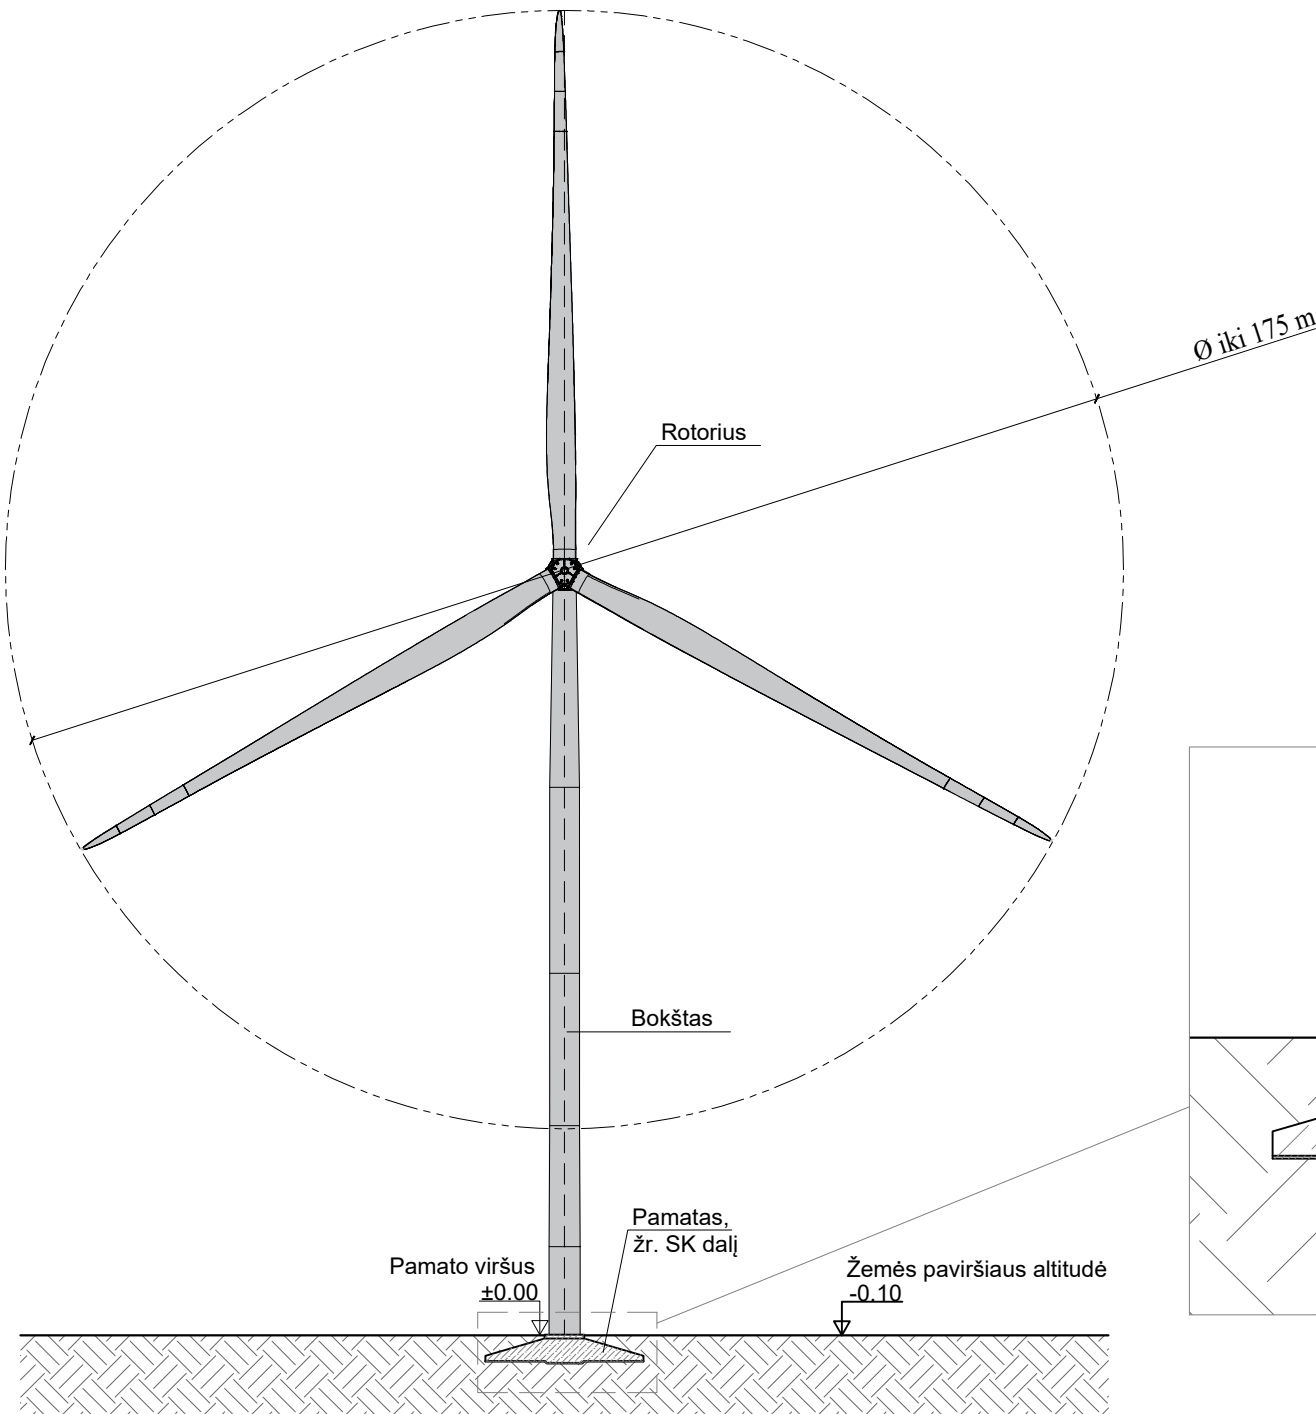 Ø iki 175 m
Rotorius
Bokštas
Pamatas,
žr. SK dalį
Pamato viršus
±0.00
Žemės paviršiaus altitudė
-0.10